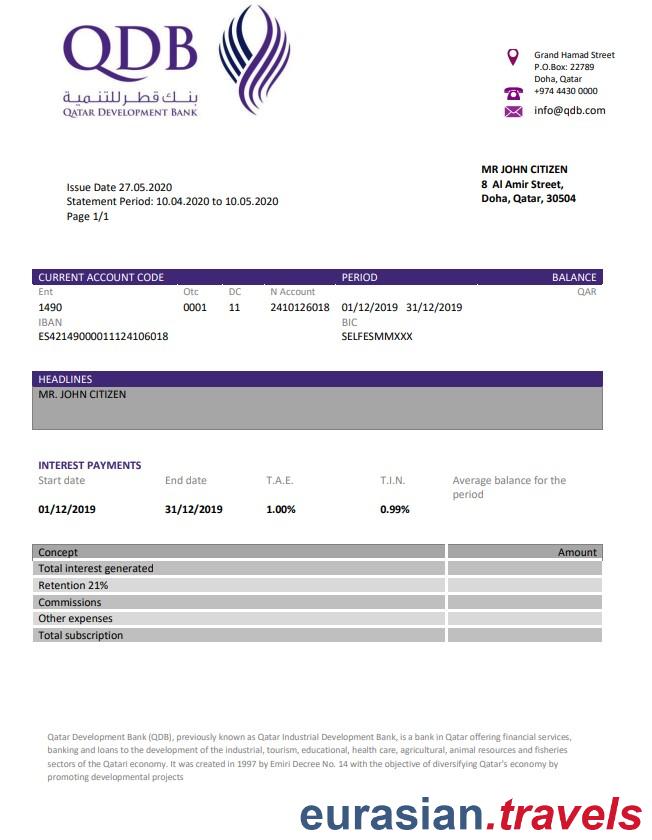 QDB
بنك قطر للتنمية
QATAR DEVELOPMENT BANK
Grand Hamad Street
P.O.Box: 22789
Doha, Qatar
+974 4430 0000
info@qdb.com
MR JOHN CITIZEN
8 Al Amir Street,
Doha, Qatar, 30504
Issue Date 27.05.2020
Statement Period: 10.04.2020 to 10.05.2020
Page 1/1
CURRENT ACCOUNT CODE PERIOD BALANCE
Ent Otc DC N Account QAR
1490 0001 11 2410126018 01/12/2019 31/12/2019
IBAN BIC
ES42149000011124106018 SELFESMMXXX
HEADLINES
MR. JOHN CITIZEN
INTEREST PAYMENTS
Start date End date T.A.E. T.I.N. Average balance for the
period
01/12/2019 31/12/2019 1.00% 0.99%
Concept Amount
Total interest generated
Retention 21%
Commissions
Other expenses
Total subscription
Qatar Development Bank (QDB), previously known as Qatar Industrial Development Bank, is a bank in Qatar offering financial services,
banking and loans to the development of the industrial, tourism, educational, health care, agricultural, animal resources and fisheries
sectors of the Qatari economy. It was created in 1997 by Emiri Decree No. 14 with the objective of diversifying Qatar's economy by
promoting developmental projects
eurasian.travels